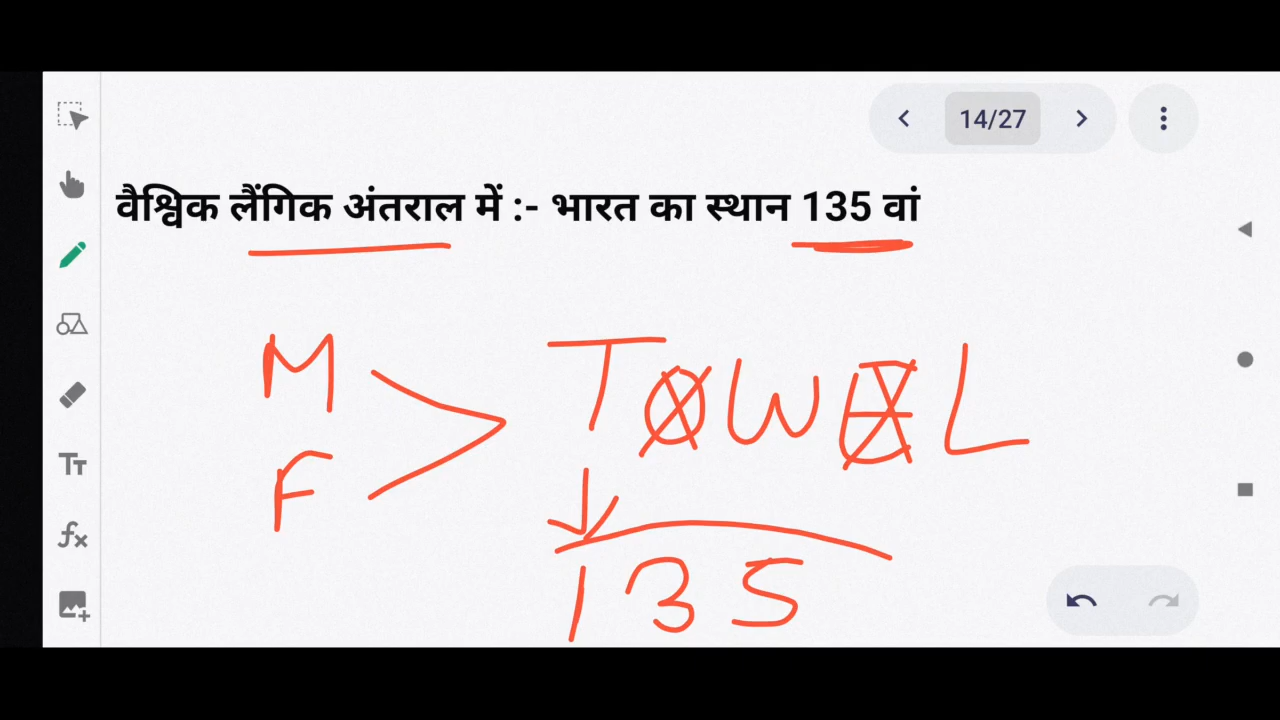 14/27
वैश्विक लैंगिक अंतराल में :- भारत का स्थान 135 वां
M TOWEL
F
135